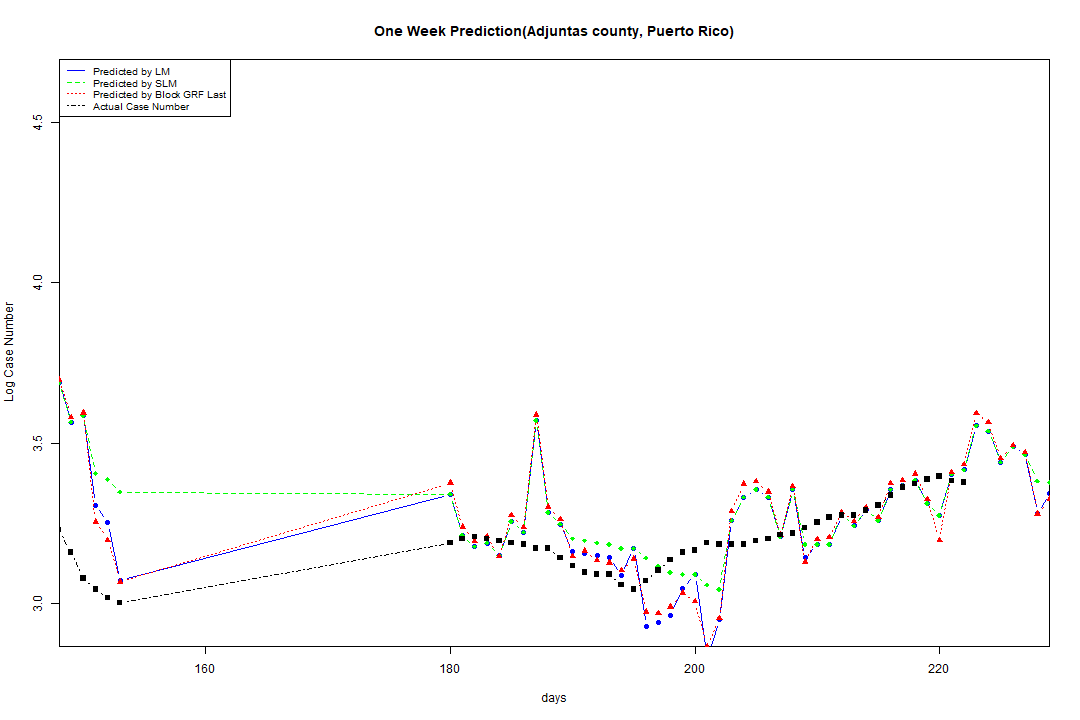 One Week Prediction(Adjuntas county, Puerto Rico)
Predicted by LM
Predicted by SLM
Predicted by Block GRF Last
Actual Case Number
4.5
4.0
3.5
3.0
Log Case Number
160 180 200 220
days